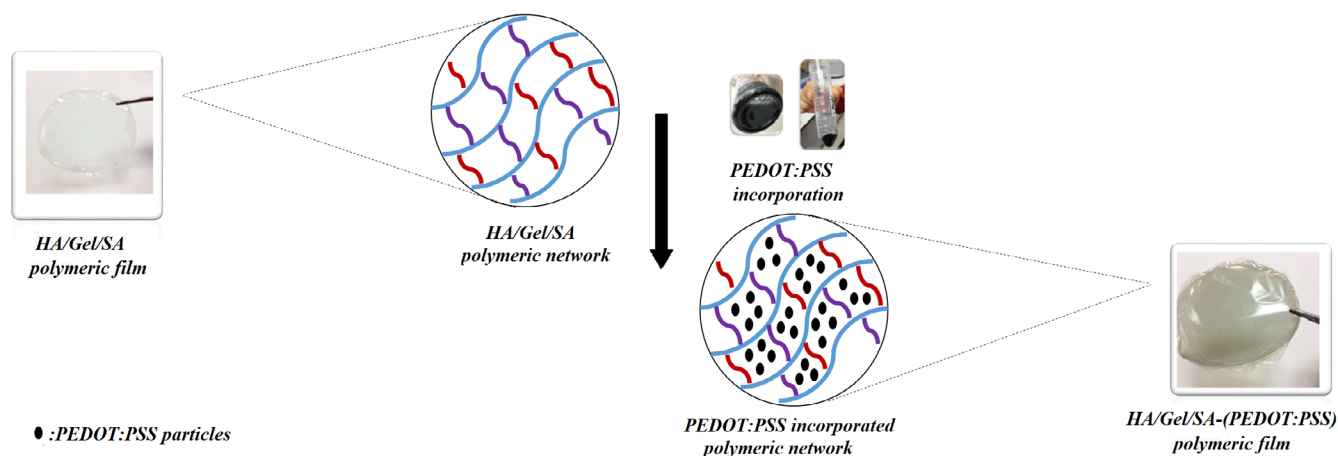 HA/Gel/SA
polymeric film
HA/Gel/SA
polymeric network
PEDOT:PSS
incorporation
PEDOT:PSS incorporated
polymeric network
HA/Gel/SA-(PEDOT:PSS)
polymeric film
:PEDOT:PSS particles